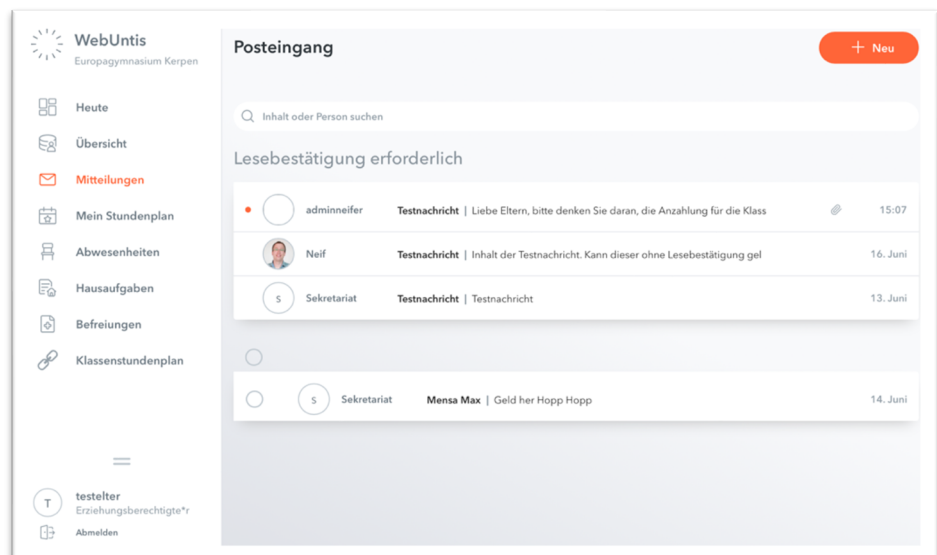 WebUntis
Europagymnasium Kerpen
Heute
Übersicht
Mitteilungen
Mein Stundenplan
Abwesenheiten
Hausaufgaben
Befreiungen
Klassenstundenplan
T
testelter
Erziehungsberechtigte*r
Abmelden
Posteingang
+ Neu
Inhalt oder Person suchen
Lesebestätigung erforderlich
adminneifer Testnachricht | Liebe Eltern, bitte denken Sie daran, die Anzahlung für die Klass 15:07
Neif Testnachricht | Inhalt der Testnachricht. Kann dieser ohne Lesebestätigung gel 16. Juni
S Sekretariat Testnachricht | Testnachricht 13. Juni
S Sekretariat Mensa Max | Geld her Hopp Hopp 14. Juni